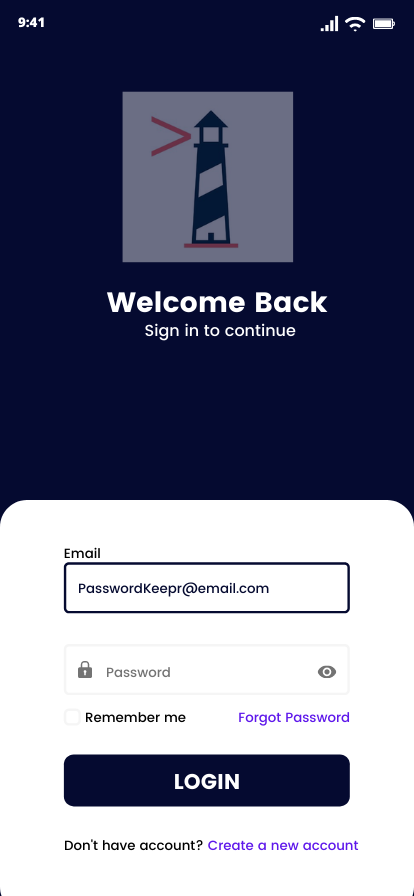 9:41
Welcome Back
Sign in to continue
Email
PasswordKeepr@email.com
Password
Remember me Forgot Password
LOGIN
Don't have account? Create a new account